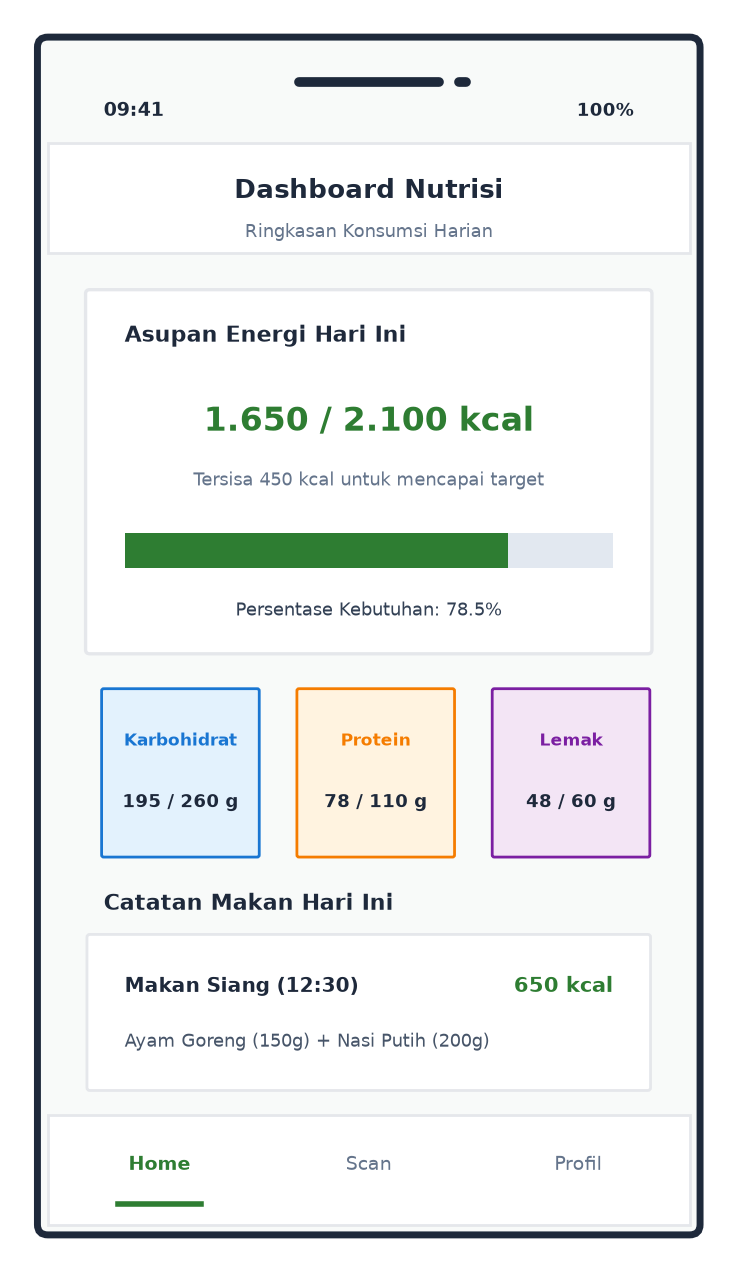 09:41 100%
Dashboard Nutrisi
Ringkasan Konsumsi Harian
Asupan Energi Hari Ini
1.650 / 2.100 kcal
Tersisa 450 kcal untuk mencapai target
Persentase Kebutuhan: 78.5%
Karbohidrat Protein Lemak
195 / 260 g 78 / 110 g 48 / 60 g
Catatan Makan Hari Ini
Makan Siang (12:30) 650 kcal
Ayam Goreng (150g) + Nasi Putih (200g)
Home Scan Profil